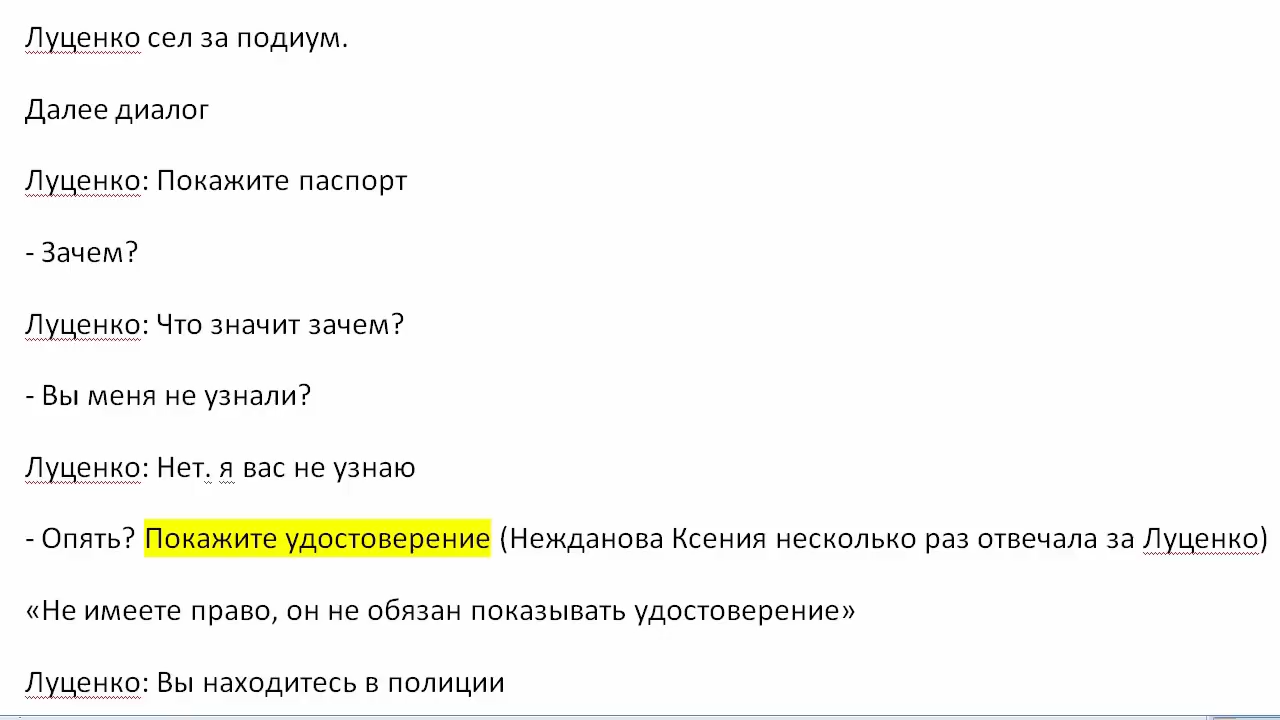 Луценко сел за подиум.
Далее диалог
Луценко: Покажите паспорт
- Зачем?
Луценко: Что значит зачем?
- Вы меня не узнали?
Луценко: Нет. я вас не узнаю
- Опять? Покажите удостоверение (Нежданова Ксения несколько раз отвечала за Луценко)
«Не имеете право, он не обязан показывать удостоверение»
Луценко: Вы находитесь в полиции